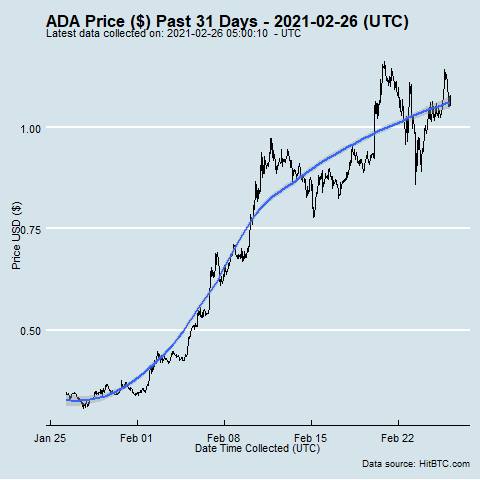 ADA Price ($) Past 31 Days - 2021-02-26 (UTC)
Latest data collected on: 2021-02-26 05:00:10 - UTC
1.00
0.75
0.50
Price USD ($)
Jan 25 Feb 01 Feb 08 Feb 15 Feb 22
Date Time Collected (UTC)
Data source: HitBTC.com